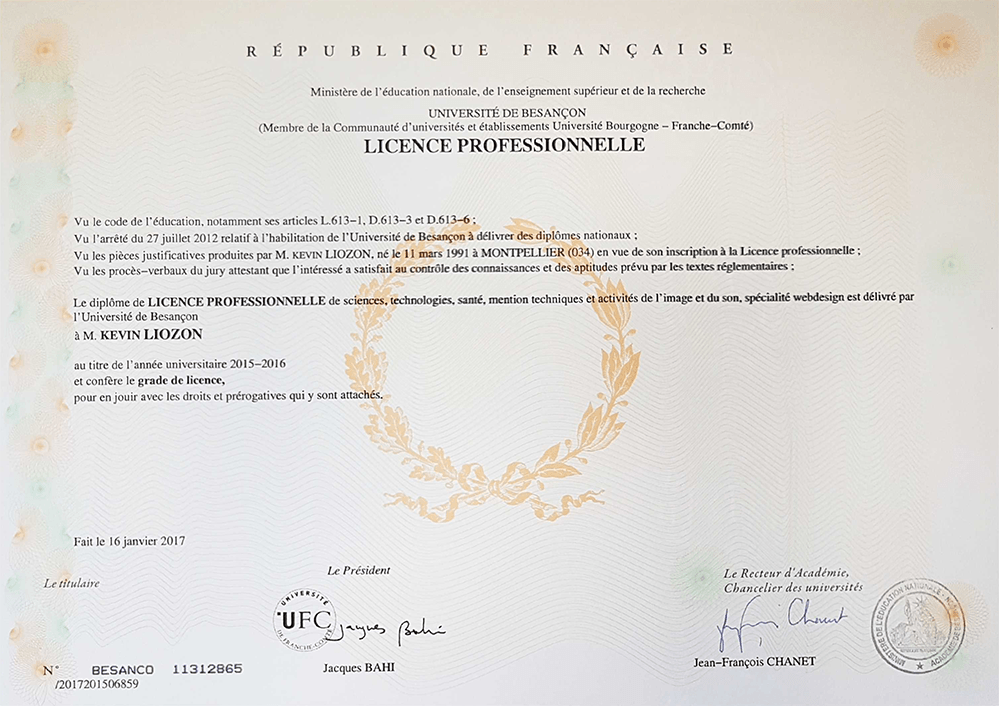 RÉPUBLIQUE FRANÇAISE
Ministère de l'éducation nationale, de l'enseignement supérieur et de la recherche
UNIVERSITÉ DE BESANÇON
(Membre de la Communauté d'universités et établissements Université Bourgogne – Franche–Comté)
LICENCE PROFESSIONNELLE
Vu le code de l'éducation, notamment ses articles L.613–1, D.613–3 et D.613–6 ;
Vu l'arrêté du 27 juillet 2012 relatif à l'habilitation de l'Université de Besançon à délivrer des diplômes nationaux ;
Vu les pièces justificatives produites par M. KEVIN LIOZON, né le 11 mars 1991 à MONTPELLIER (034) en vue de son inscription à la Licence professionnelle ;
Vu les procès–verbaux du jury attestant que l'intéressé a satisfait au contrôle des connaissances et des aptitudes prévu par les textes réglementaires ;
Le diplôme de LICENCE PROFESSIONNELLE de sciences, technologies, santé, mention techniques et activités de l'image et du son, spécialité webdesign est délivré par
l'Université de Besançon
à M. KEVIN LIOZON
au titre de l'année universitaire 2015–2016
et confère le grade de licence,
pour en jouir avec les droits et prérogatives qui y sont attachés.
Fait le 16 janvier 2017
Le titulaire
Le Président
Le Recteur d'Académie,
Chancelier des universités
UNIVERSITÉ
UFC
DE FRANCHE-COMTÉ
Jacques Bahi
MINISTÈRE DE L'ÉDUCATION NATIONALE
Jacques BAHI
Jean–François CHANET
N° BESANCO 11312865
/2017201506859